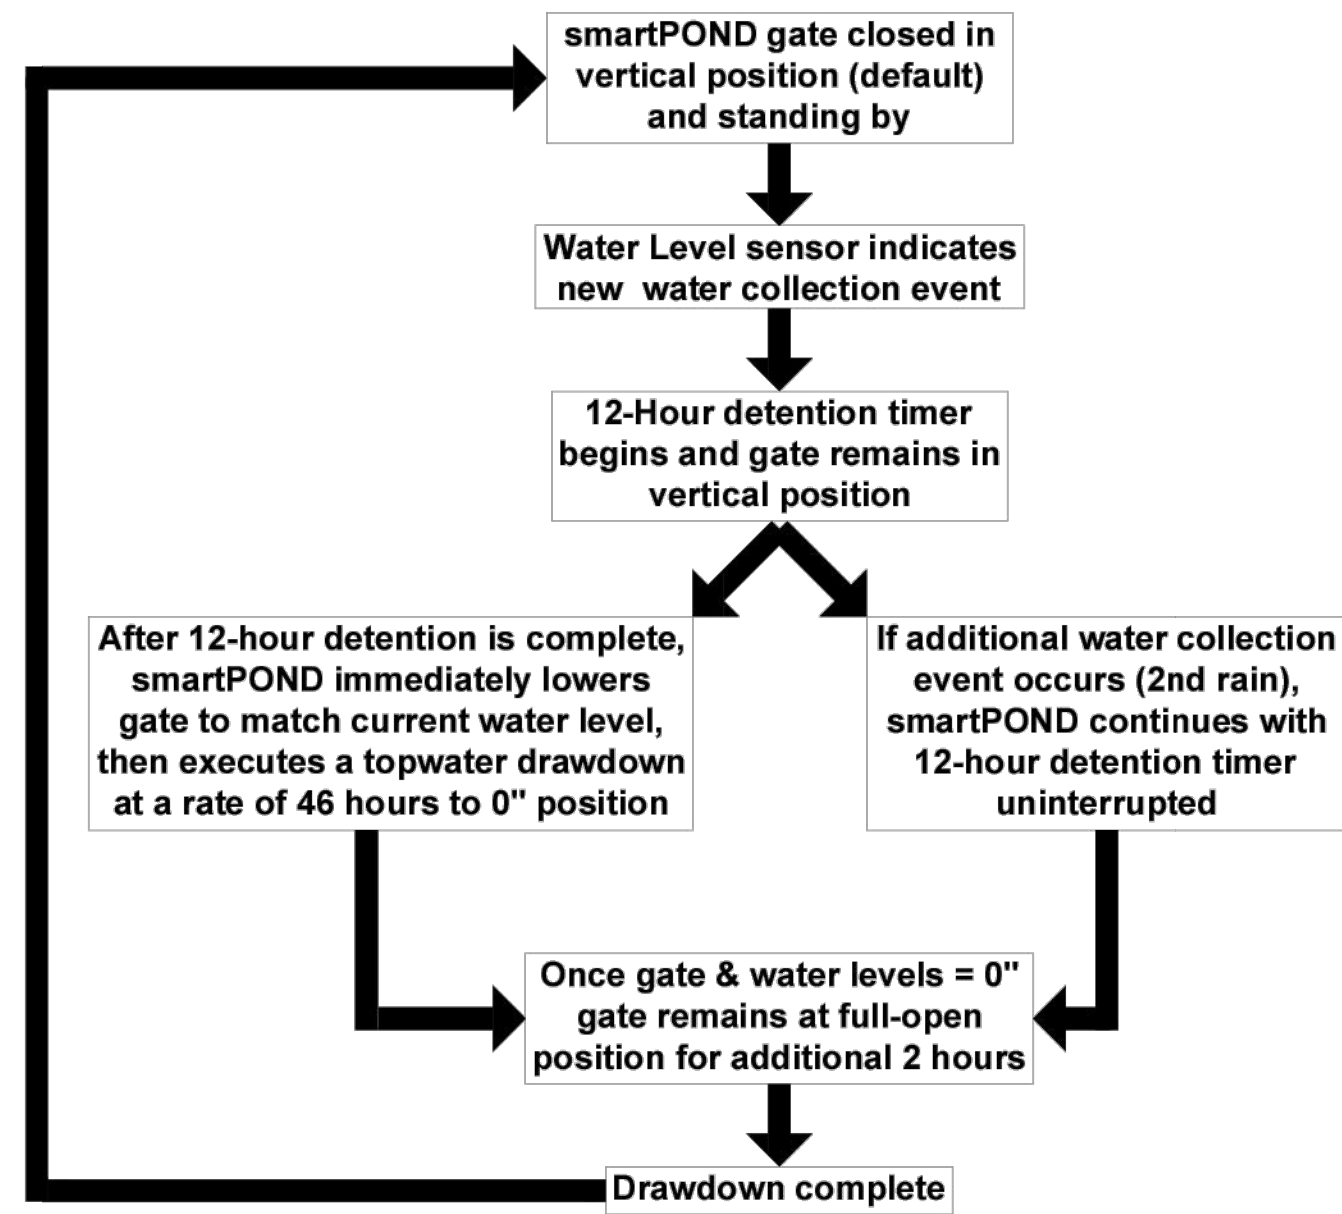 smartPOND gate closed in
vertical position (default)
and standing by
Water Level sensor indicates
new water collection event
12-Hour detention timer
begins and gate remains in
vertical position
After 12-hour detention is complete,
smartPOND immediately lowers
gate to match current water level,
then executes a topwater drawdown
at a rate of 46 hours to 0" position
If additional water collection
event occurs (2nd rain),
smartPOND continues with
12-hour detention timer
uninterrupted
Once gate & water levels = 0"
gate remains at full-open
position for additional 2 hours
Drawdown complete